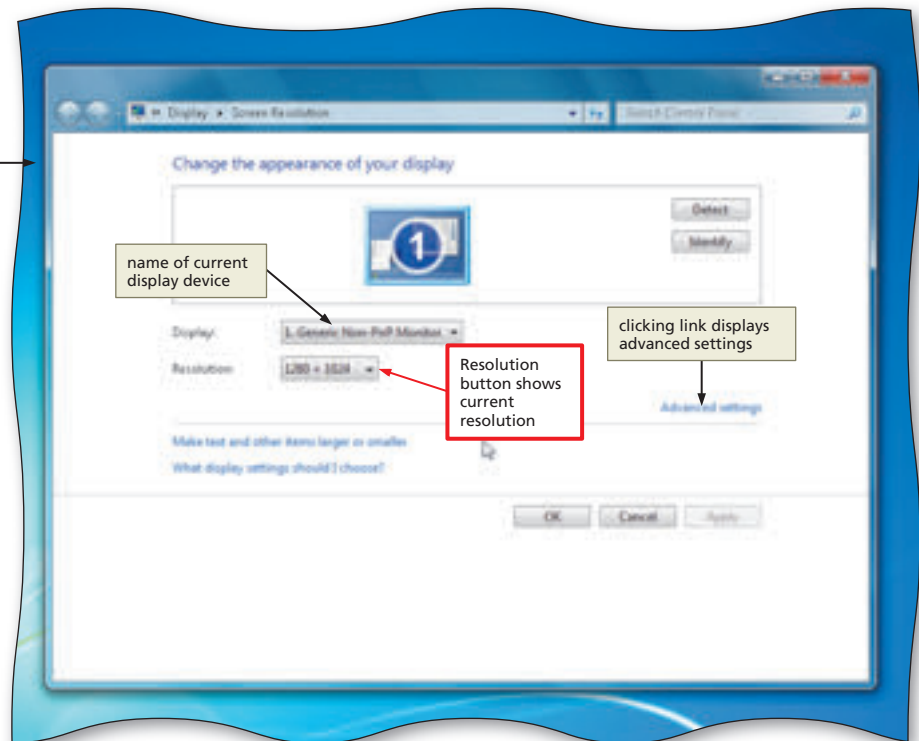 Display ▸ Screen Resolution
Search Control Panel
Change the appearance of your display
Detect
1
Identify
name of current
display device
Display:
1. Generic Non-PnP Monitor
clicking link displays
advanced settings
Resolution:
1280 × 1024
Resolution
button shows
current
resolution
Advanced settings
Make text and other items larger or smaller
What display settings should I choose?
OK
Cancel
Apply